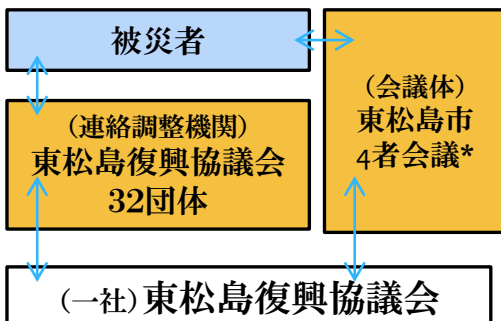 被災者
(連絡調整機関)
東松島復興協議会
32団体
(会議体)
東松島市
4者会議*
(一社)東松島復興協議会